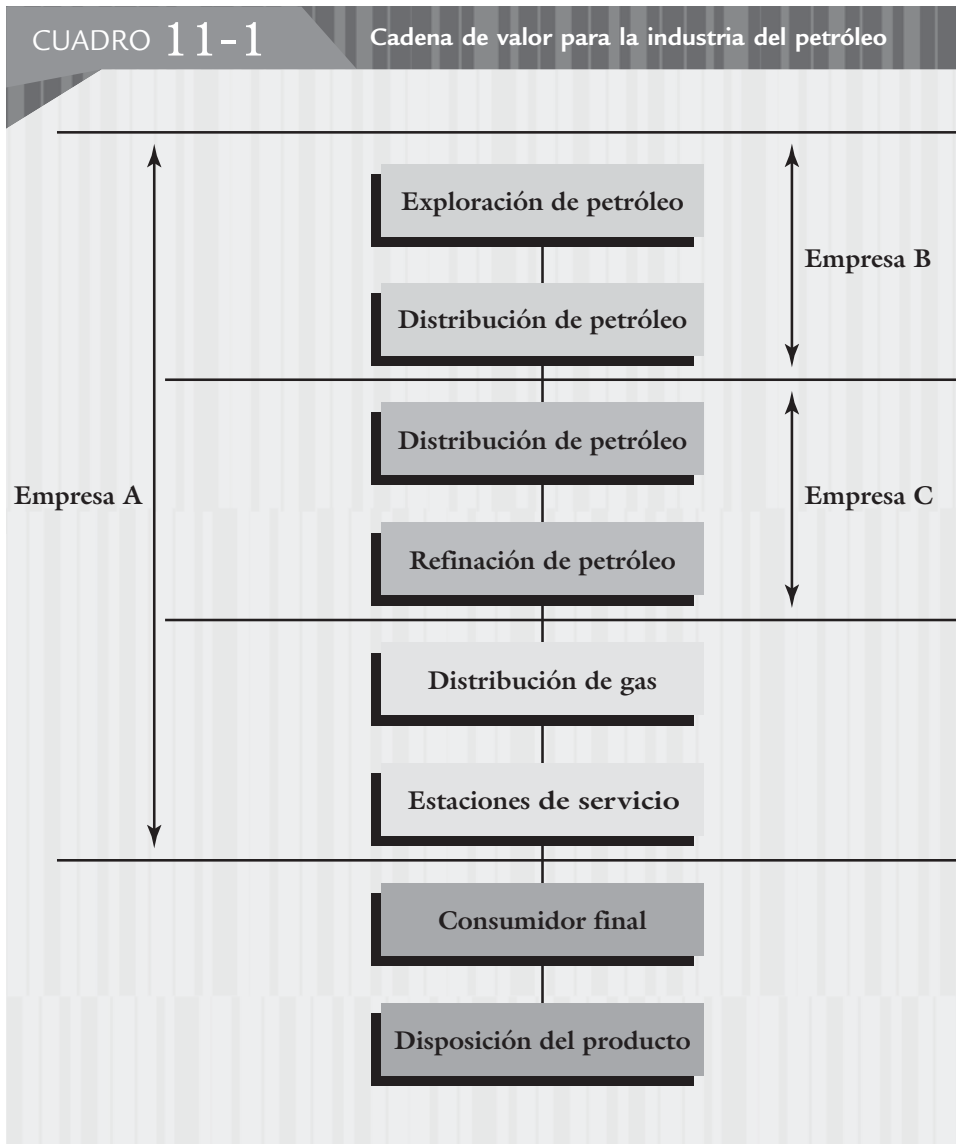 CUADRO 11-1
Cadena de valor para la industria del petróleo
Exploración de petróleo
Empresa B
Distribución de petróleo
Distribución de petróleo
Empresa A
Empresa C
Refinación de petróleo
Distribución de gas
Estaciones de servicio
Consumidor final
Disposición del producto